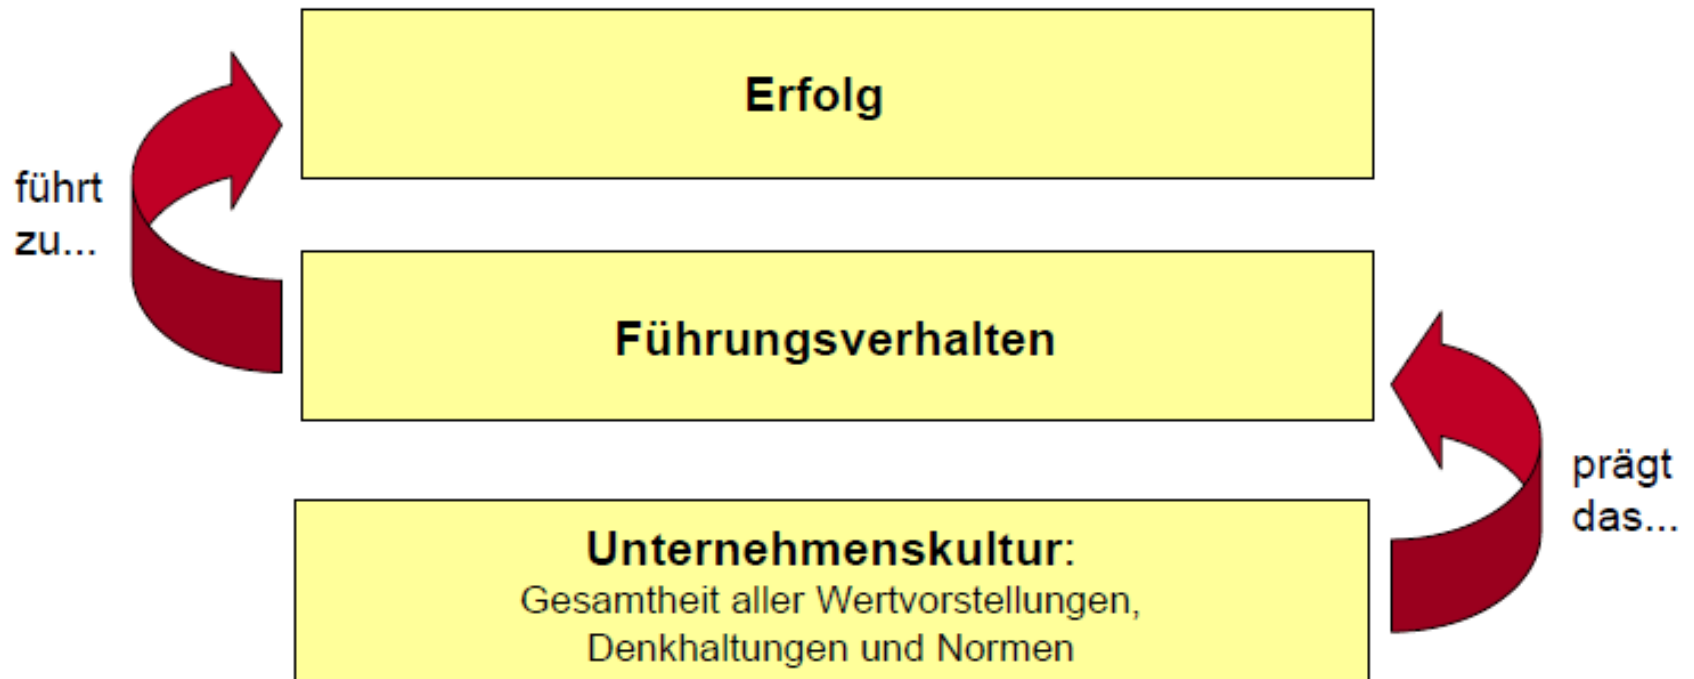 Erfolg
führt
zu...
Führungsverhalten
prägt
das...
Unternehmenskultur:
Gesamtheit aller Wertvorstellungen,
Denkhaltungen und Normen